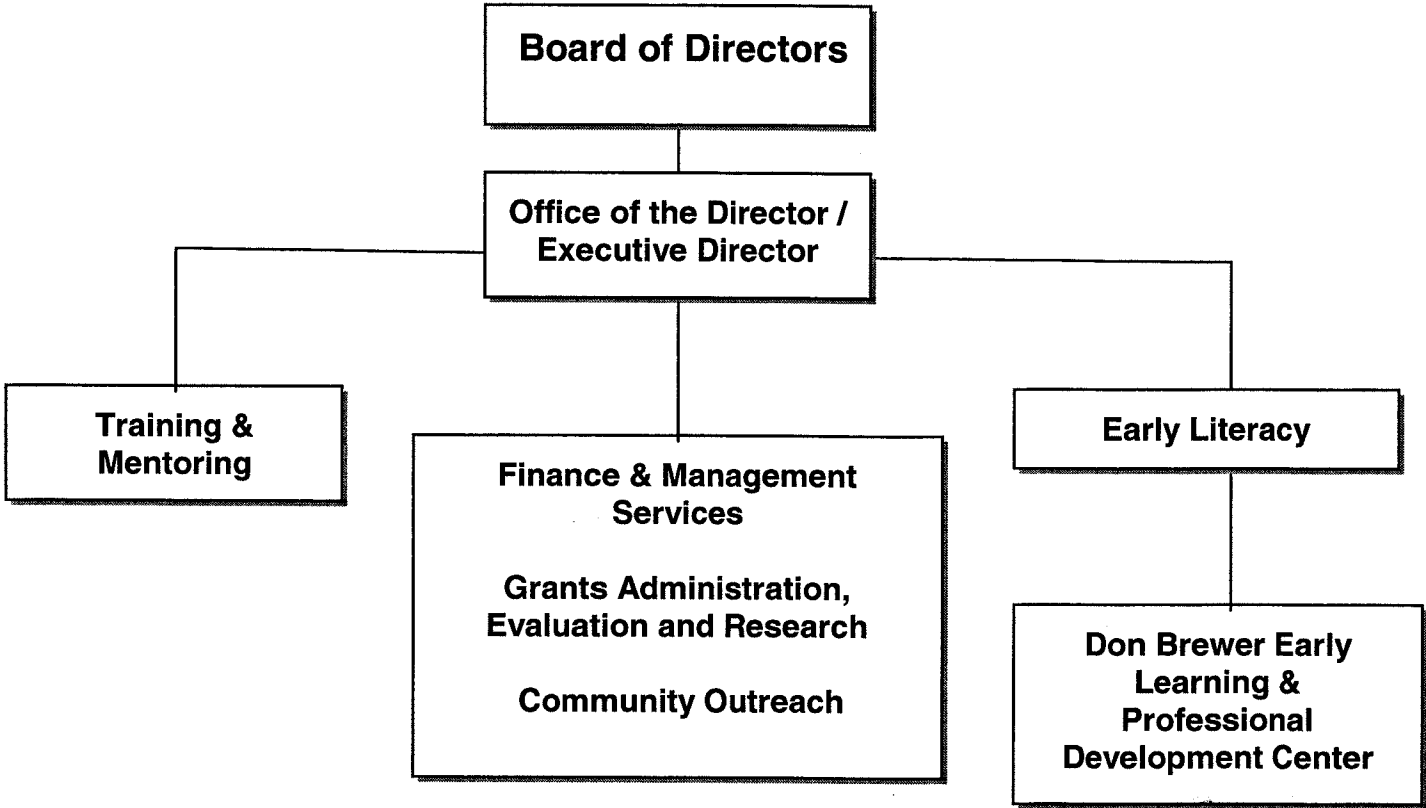 Board of Directors
Office of the Director /
Executive Director
Training &
Mentoring
Finance & Management
Services
Grants Administration,
Evaluation and Research
Community Outreach
Early Literacy
Don Brewer Early
Learning &
Professional
Development Center